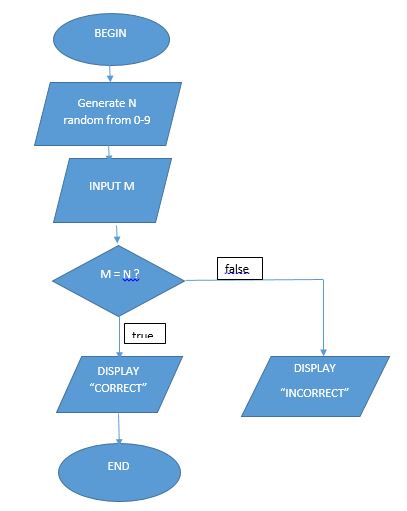 BEGIN
Generate N
random from 0-9
INPUT M
M = N ?
false
true
DISPLAY
“CORRECT”
DISPLAY
“INCORRECT”
END